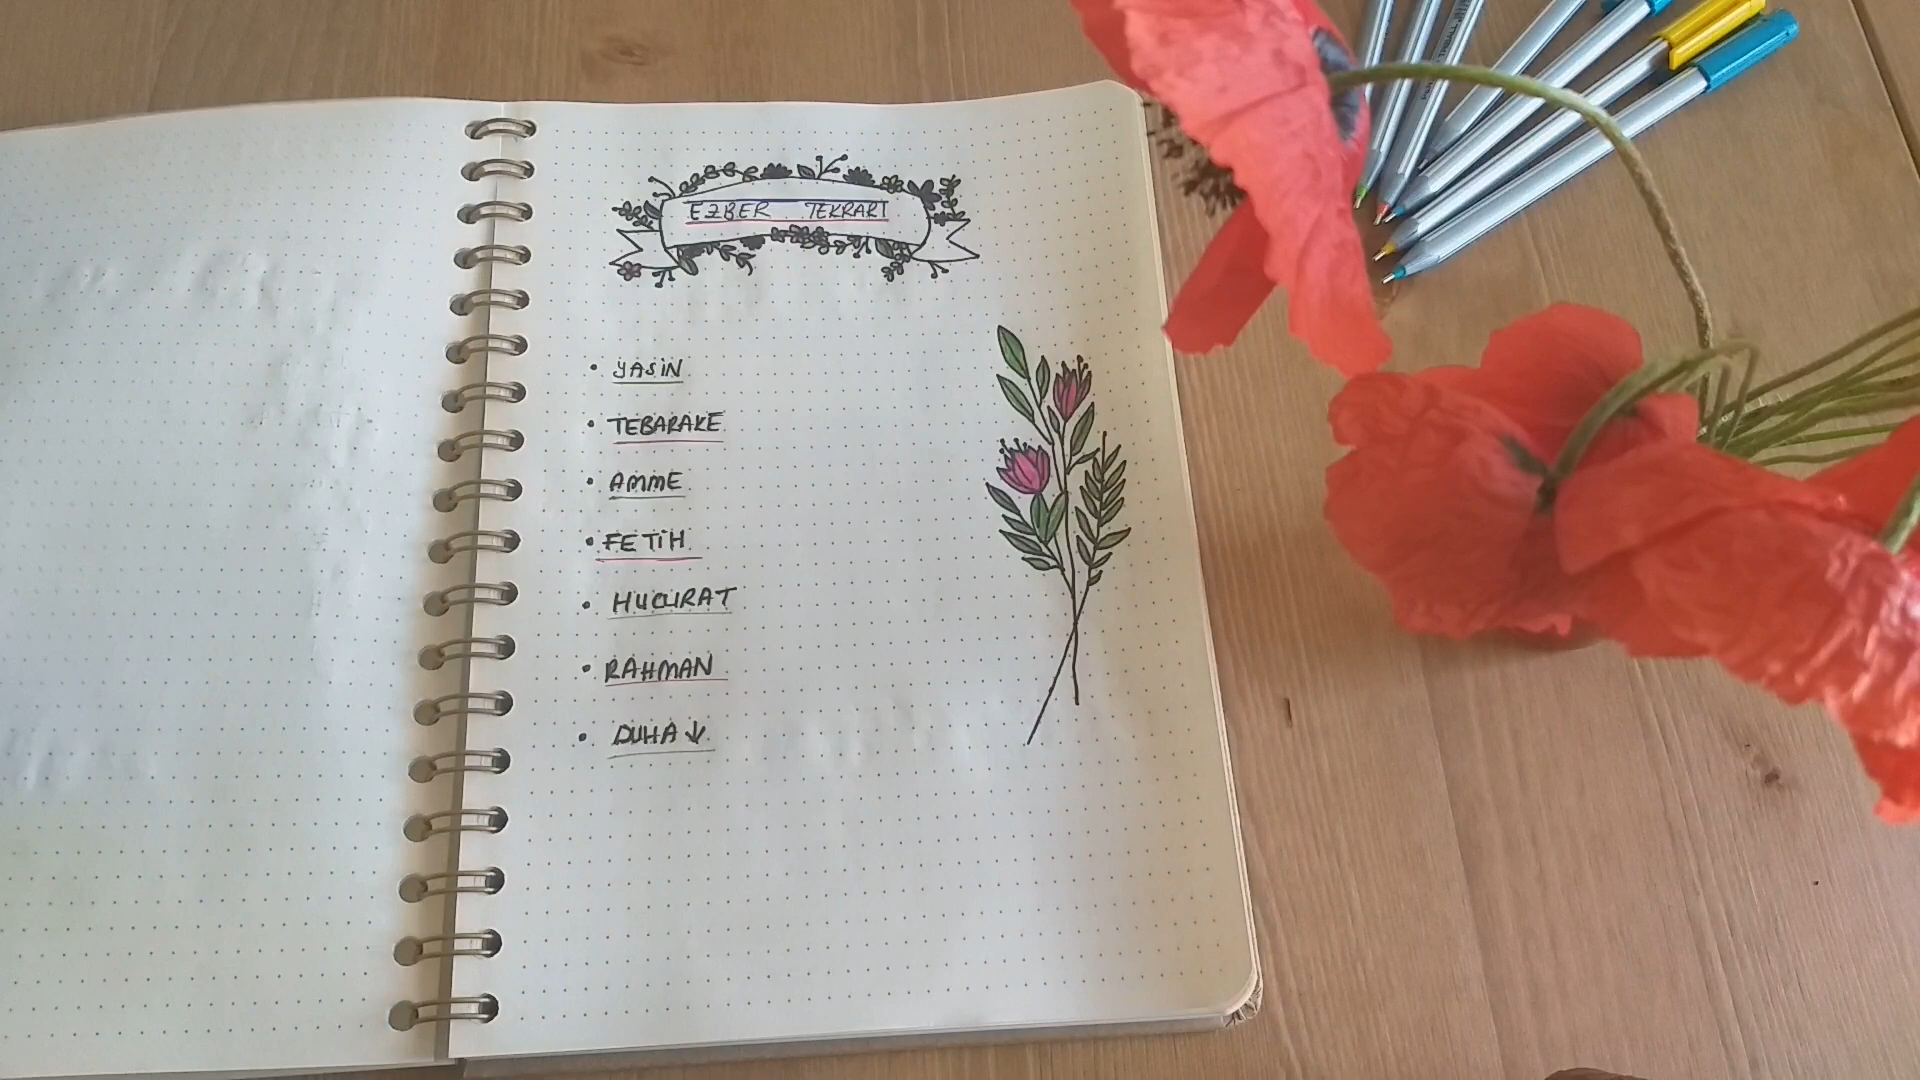 EZBER TEKRARI
• YASİN
• TEBARAKE
• AMME
• FETİH
• HUCURAT
• RAHMAN
• DUHA ↓